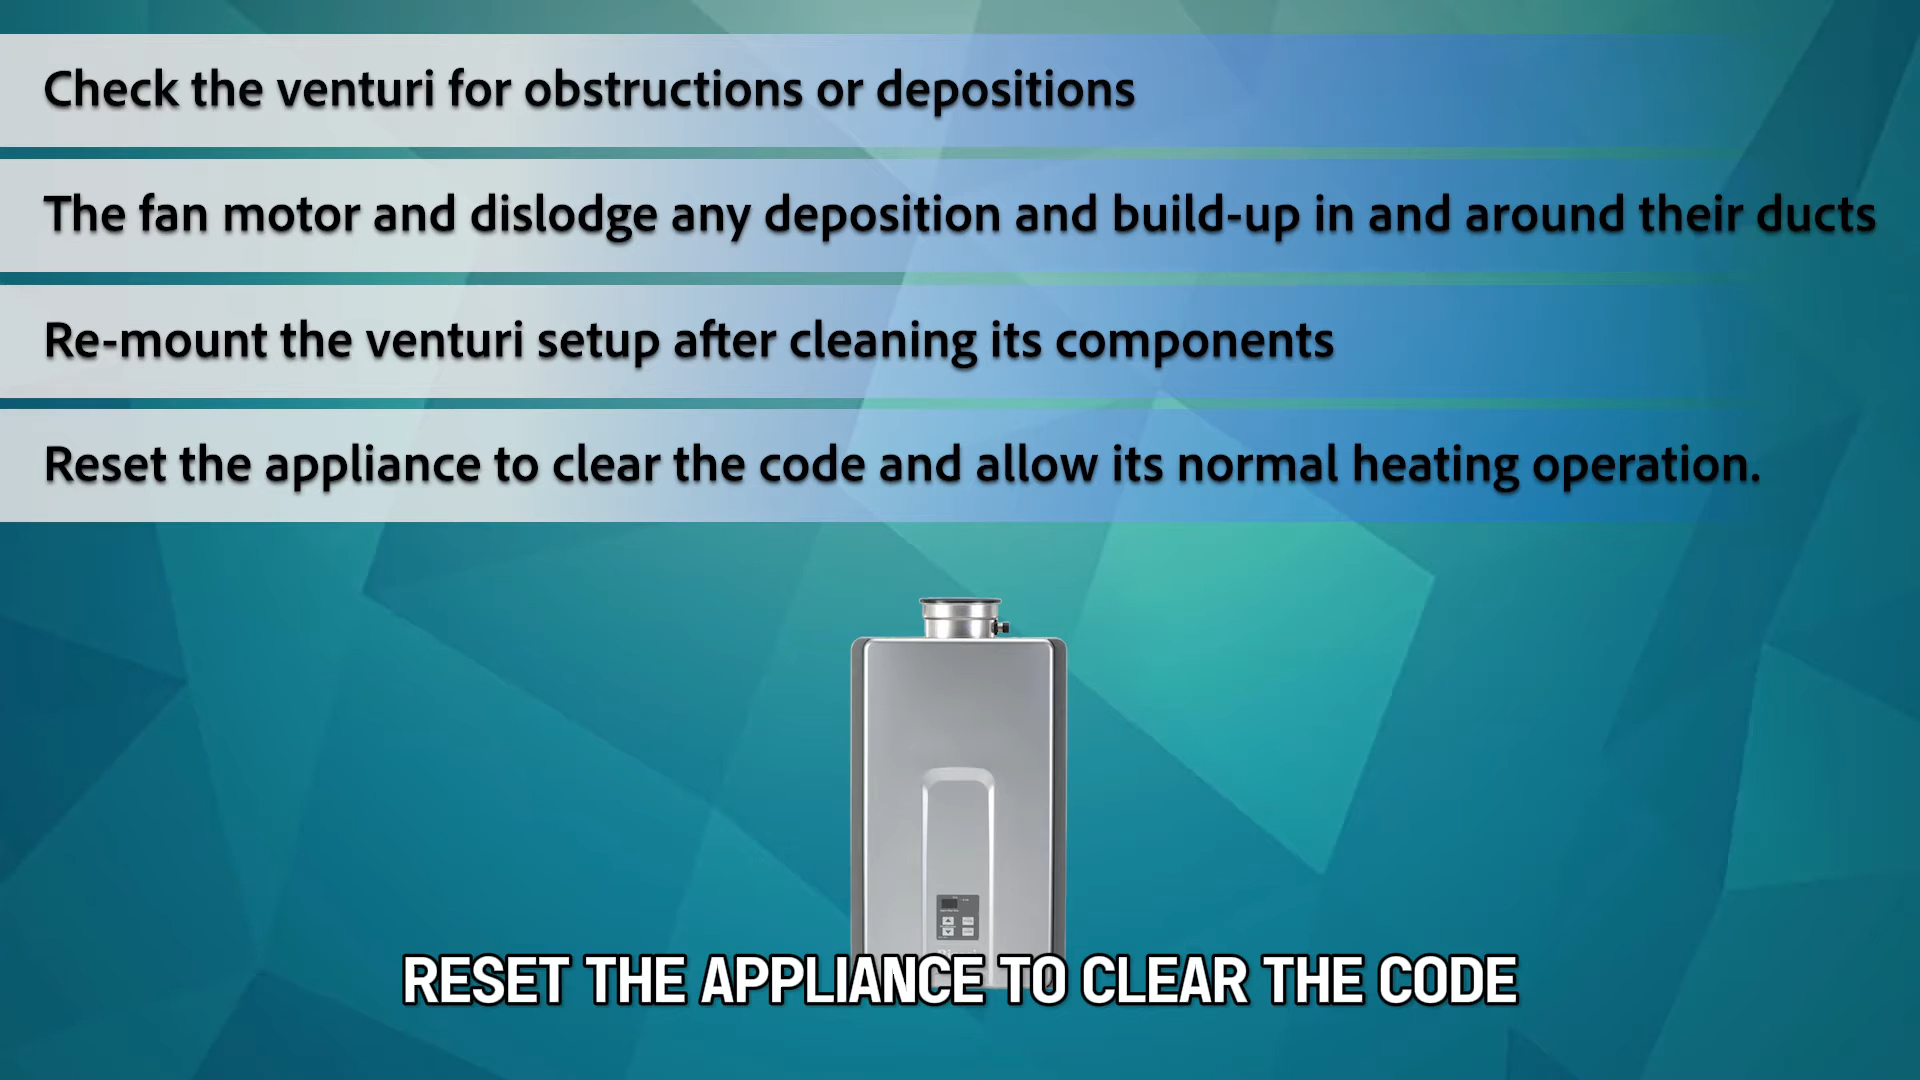 Check the venturi for obstructions or depositions
The fan motor and dislodge any deposition and build-up in and around their ducts
Re-mount the venturi setup after cleaning its components
Reset the appliance to clear the code and allow its normal heating operation.
RESET THE APPLIANCE TO CLEAR THE CODE